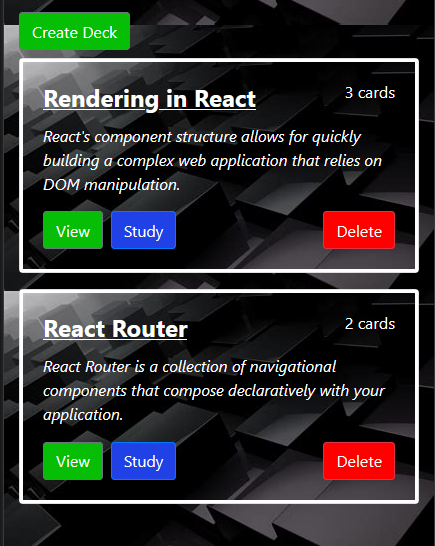 Create Deck
Rendering in React
3 cards
React's component structure allows for quickly
building a complex web application that relies on
DOM manipulation.
View
Study
Delete
React Router
2 cards
React Router is a collection of navigational
components that compose declaratively with your
application.
View
Study
Delete